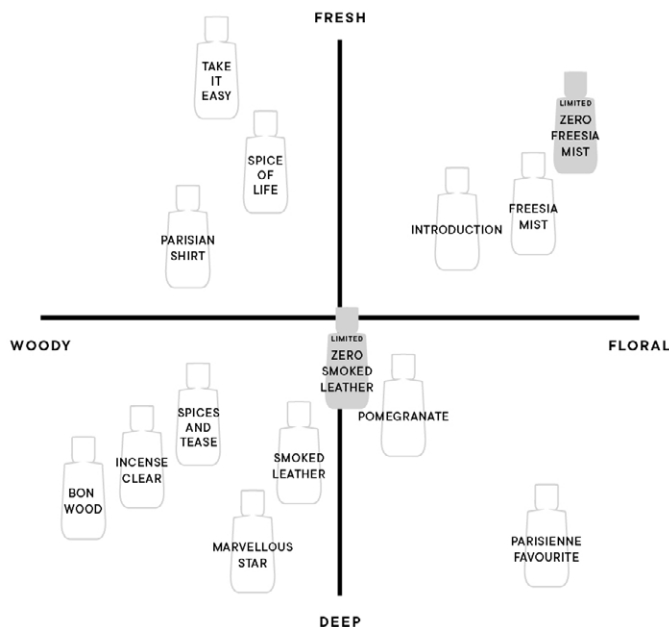 FRESH
TAKE
IT
EASY
LIMITED
ZERO
FREESIA
MIST
SPICE
OF
LIFE
FREESIA
MIST
INTRODUCTION
PARISIAN
SHIRT
WOODY
FLORAL
LIMITED
ZERO
SMOKED
LEATHER
POMEGRANATE
SPICES
AND
TEASE
SMOKED
LEATHER
INCENSE
CLEAR
BON
WOOD
MARVELLOUS
STAR
PARISIENNE
FAVOURITE
DEEP